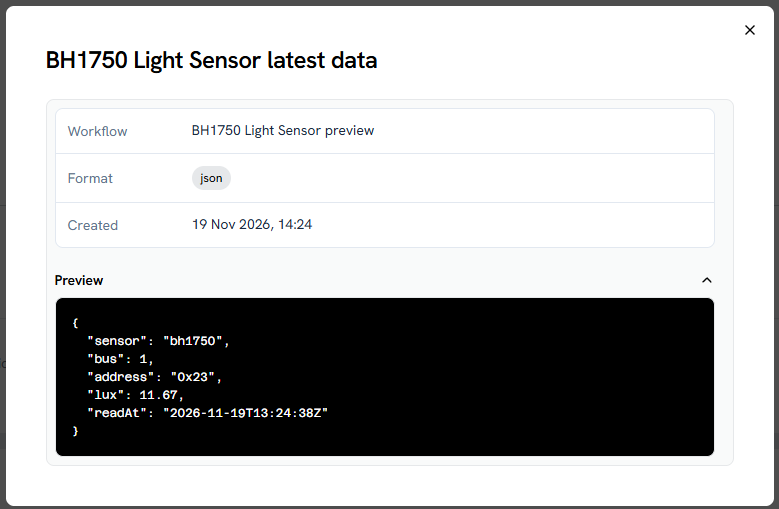 BH1750 Light Sensor latest data
Workflow BH1750 Light Sensor preview
Format json
Created 19 Nov 2026, 14:24
Preview
{
  "sensor": "bh1750",
  "bus": 1,
  "address": "0x23",
  "lux": 11.67,
  "readAt": "2026-11-19T13:24:38Z"
}